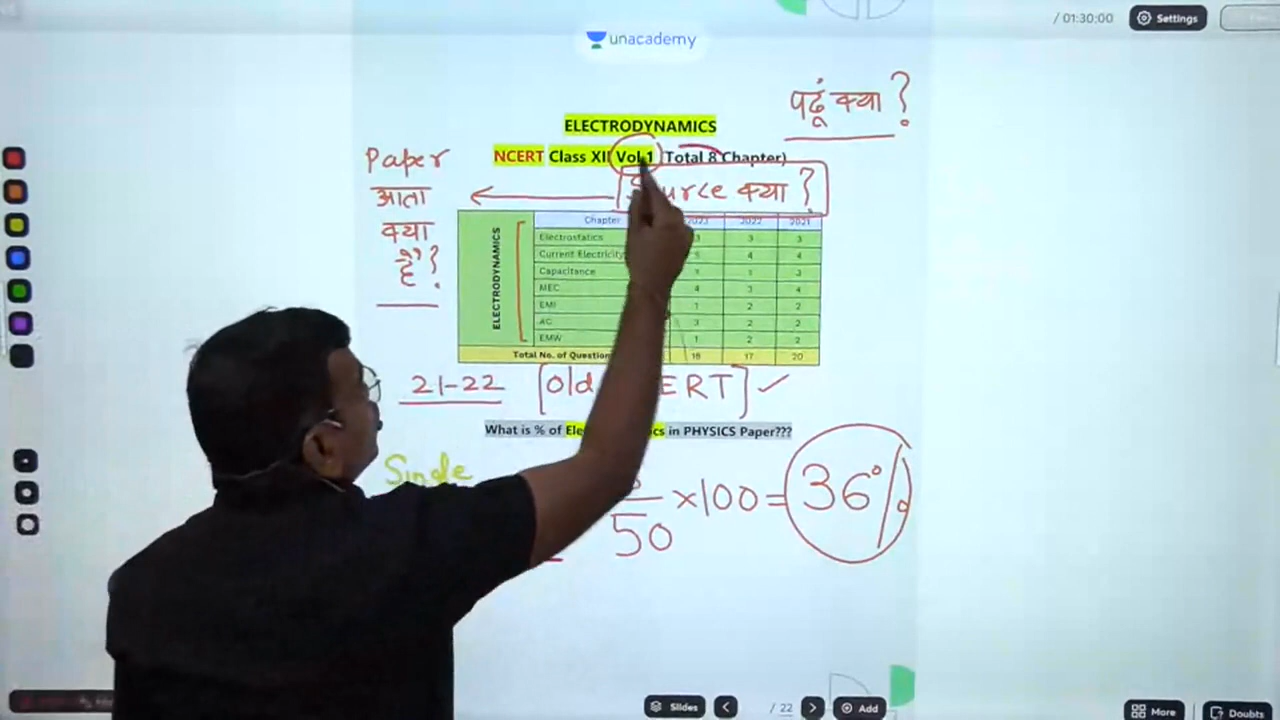 / 01:30:00 Settings
unacademy
पढूं क्या ?
ELECTRODYNAMICS
NCERT Class XII Vol 1 Total 8 Chapter)
Paper
आता
क्या
है ?
क्या ?
ELECTRODYNAMICS
Chapter 2022 2021
Electrostatics 3 3
Current Electricity 4 4
Capacitance 3
MEC 4 3 4
EMI 1 2 2
AC 3 2 2
EMW 1 2 2
Total No. of 17 20
21-22 [Old ERT] ✓
What is % of in PHYSICS Paper???
Single
50 ×100 = 36%
Slides / 22 Add More Doubts